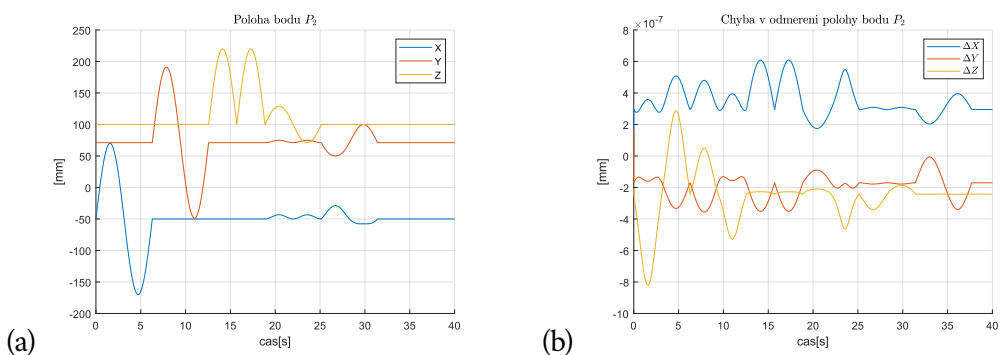 Poloha bodu P₂
X
Y
Z
250
200
150
100
50
0
-50
-100
-150
-200
[mm]
0 5 10 15 20 25 30 35 40
cas[s]
(a)
Chyba v odmereni polohy bodu P₂
×10⁻⁷
ΔX
ΔY
ΔZ
8
6
4
2
0
-2
-4
-6
-8
-10
[mm]
0 5 10 15 20 25 30 35 40
cas[s]
(b)